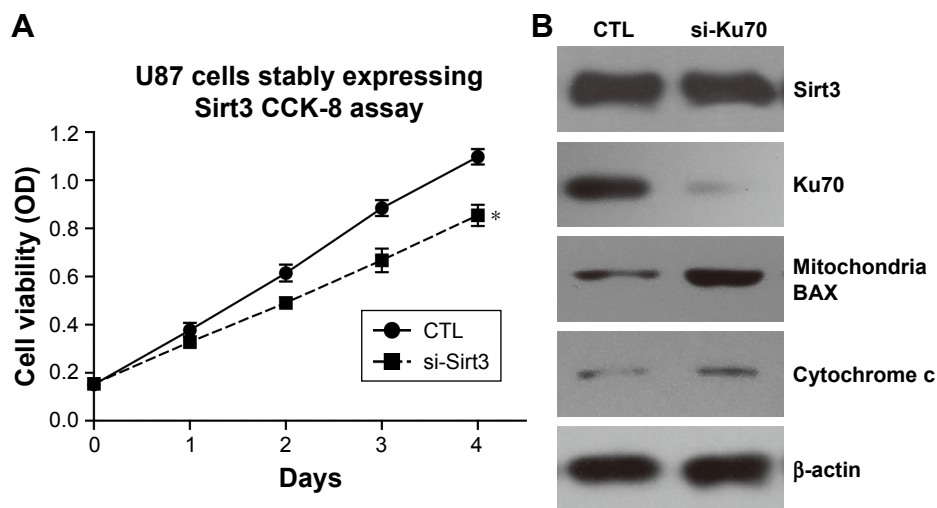 A
U87 cells stably expressing
Sirt3 CCK-8 assay
Cell viability (OD)
1.2
1.0
0.8
0.6
0.4
0.2
0.0
*
CTL
si-Sirt3
0 1 2 3 4
Days
B
CTL si-Ku70
Sirt3
Ku70
Mitochondria
BAX
Cytochrome c
β-actin